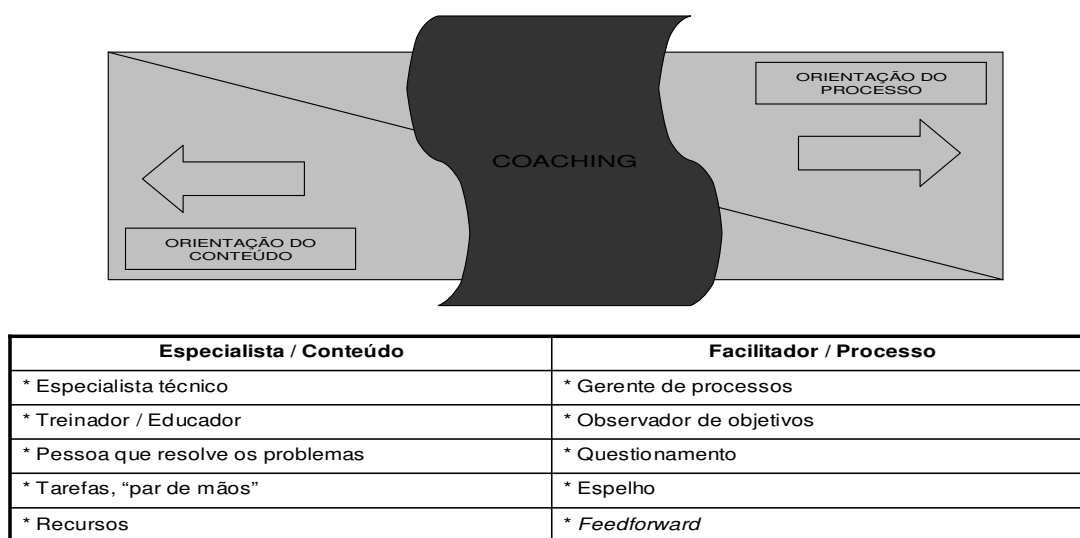 ORIENTAÇÃO DO
PROCESSO
COACHING
ORIENTAÇÃO DO
CONTEÚDO
Especialista / Conteúdo
Facilitador / Processo
* Especialista técnico
* Gerente de processos
* Treinador / Educador
* Observador de objetivos
* Pessoa que resolve os problemas
* Questionamento
* Tarefas, “par de mãos”
* Espelho
* Recursos
* Feedforward